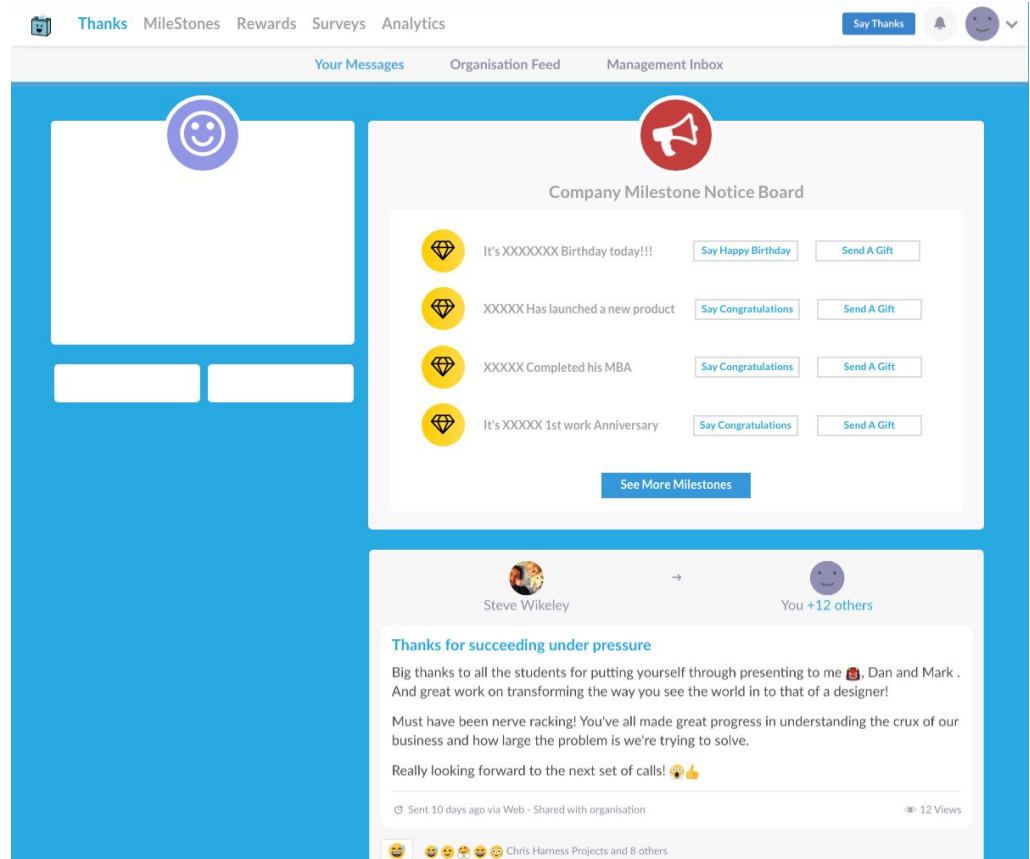 Thanks MileStones Rewards Surveys Analytics Say Thanks
Your Messages Organisation Feed Management Inbox
Company Milestone Notice Board
It's XXXXXXX Birthday today!!! Say Happy Birthday Send A Gift
XXXXX Has launched a new product Say Congratulations Send A Gift
XXXXX Completed his MBA Say Congratulations Send A Gift
It's XXXXX 1st work Anniversary Say Congratulations Send A Gift
See More Milestones
Steve Wikeley → You +12 others
Thanks for succeeding under pressure
Big thanks to all the students for putting yourself through presenting to me , Dan and Mark .
And great work on transforming the way you see the world in to that of a designer!
Must have been nerve racking! You've all made great progress in understanding the crux of our
business and how large the problem is we're trying to solve.
Really looking forward to the next set of calls! 😱👍
Sent 10 days ago via Web - Shared with organisation 12 Views
Chris Harness Projects and 8 others